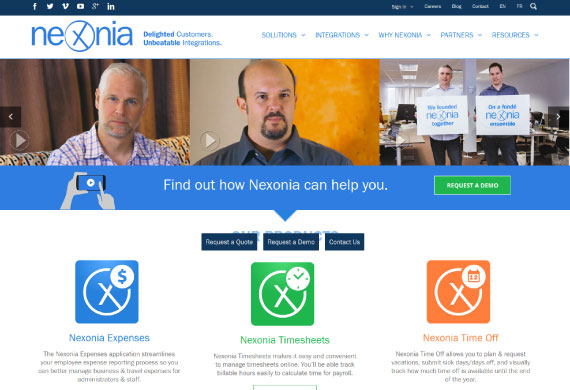 Sign In
Careers
Blog
Contact
EN
FR
nexonia
Delighted Customers.
Unbeatable Integrations.
SOLUTIONS
INTEGRATIONS
WHY NEXONIA
PARTNERS
RESOURCES
We founded
nexonia
together
On a fondé
nexonia
ensemble
Find out how Nexonia can help you.
REQUEST A DEMO
OUR PRODUCTS
Request a Quote
Request a Demo
Contact Us
$
12
Nexonia Expenses
The Nexonia Expenses application streamlines
your employee expense reporting process so you
can better manage business & travel expenses for
administrators & staff.
Nexonia Timesheets
Nexonia Timesheets makes it easy and convenient
to manage timesheets online. You'll be able track
billable hours easily to calculate time for payroll.
Nexonia Time Off
Nexonia Time Off allows you to plan & request
vacations, submit sick days/days off, and visually
track how much time off is available until the end
of the year.